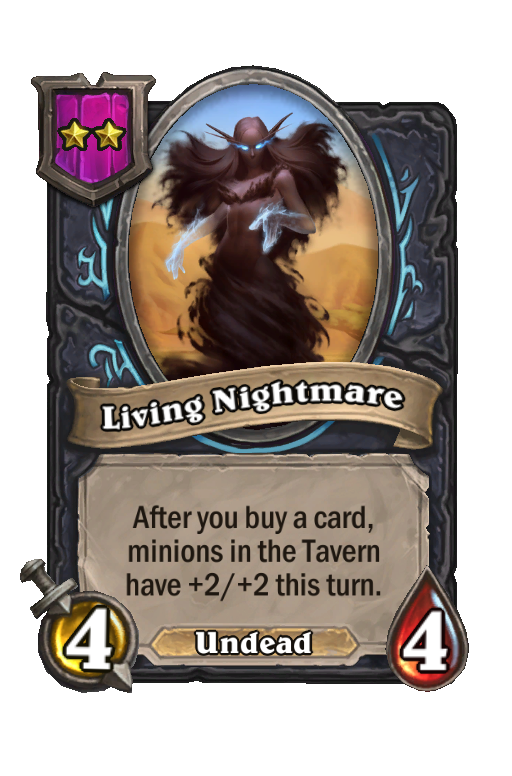 Living Nightmare
After you buy a card,
minions in the Tavern
have +2/+2 this turn.
4
Undead
4